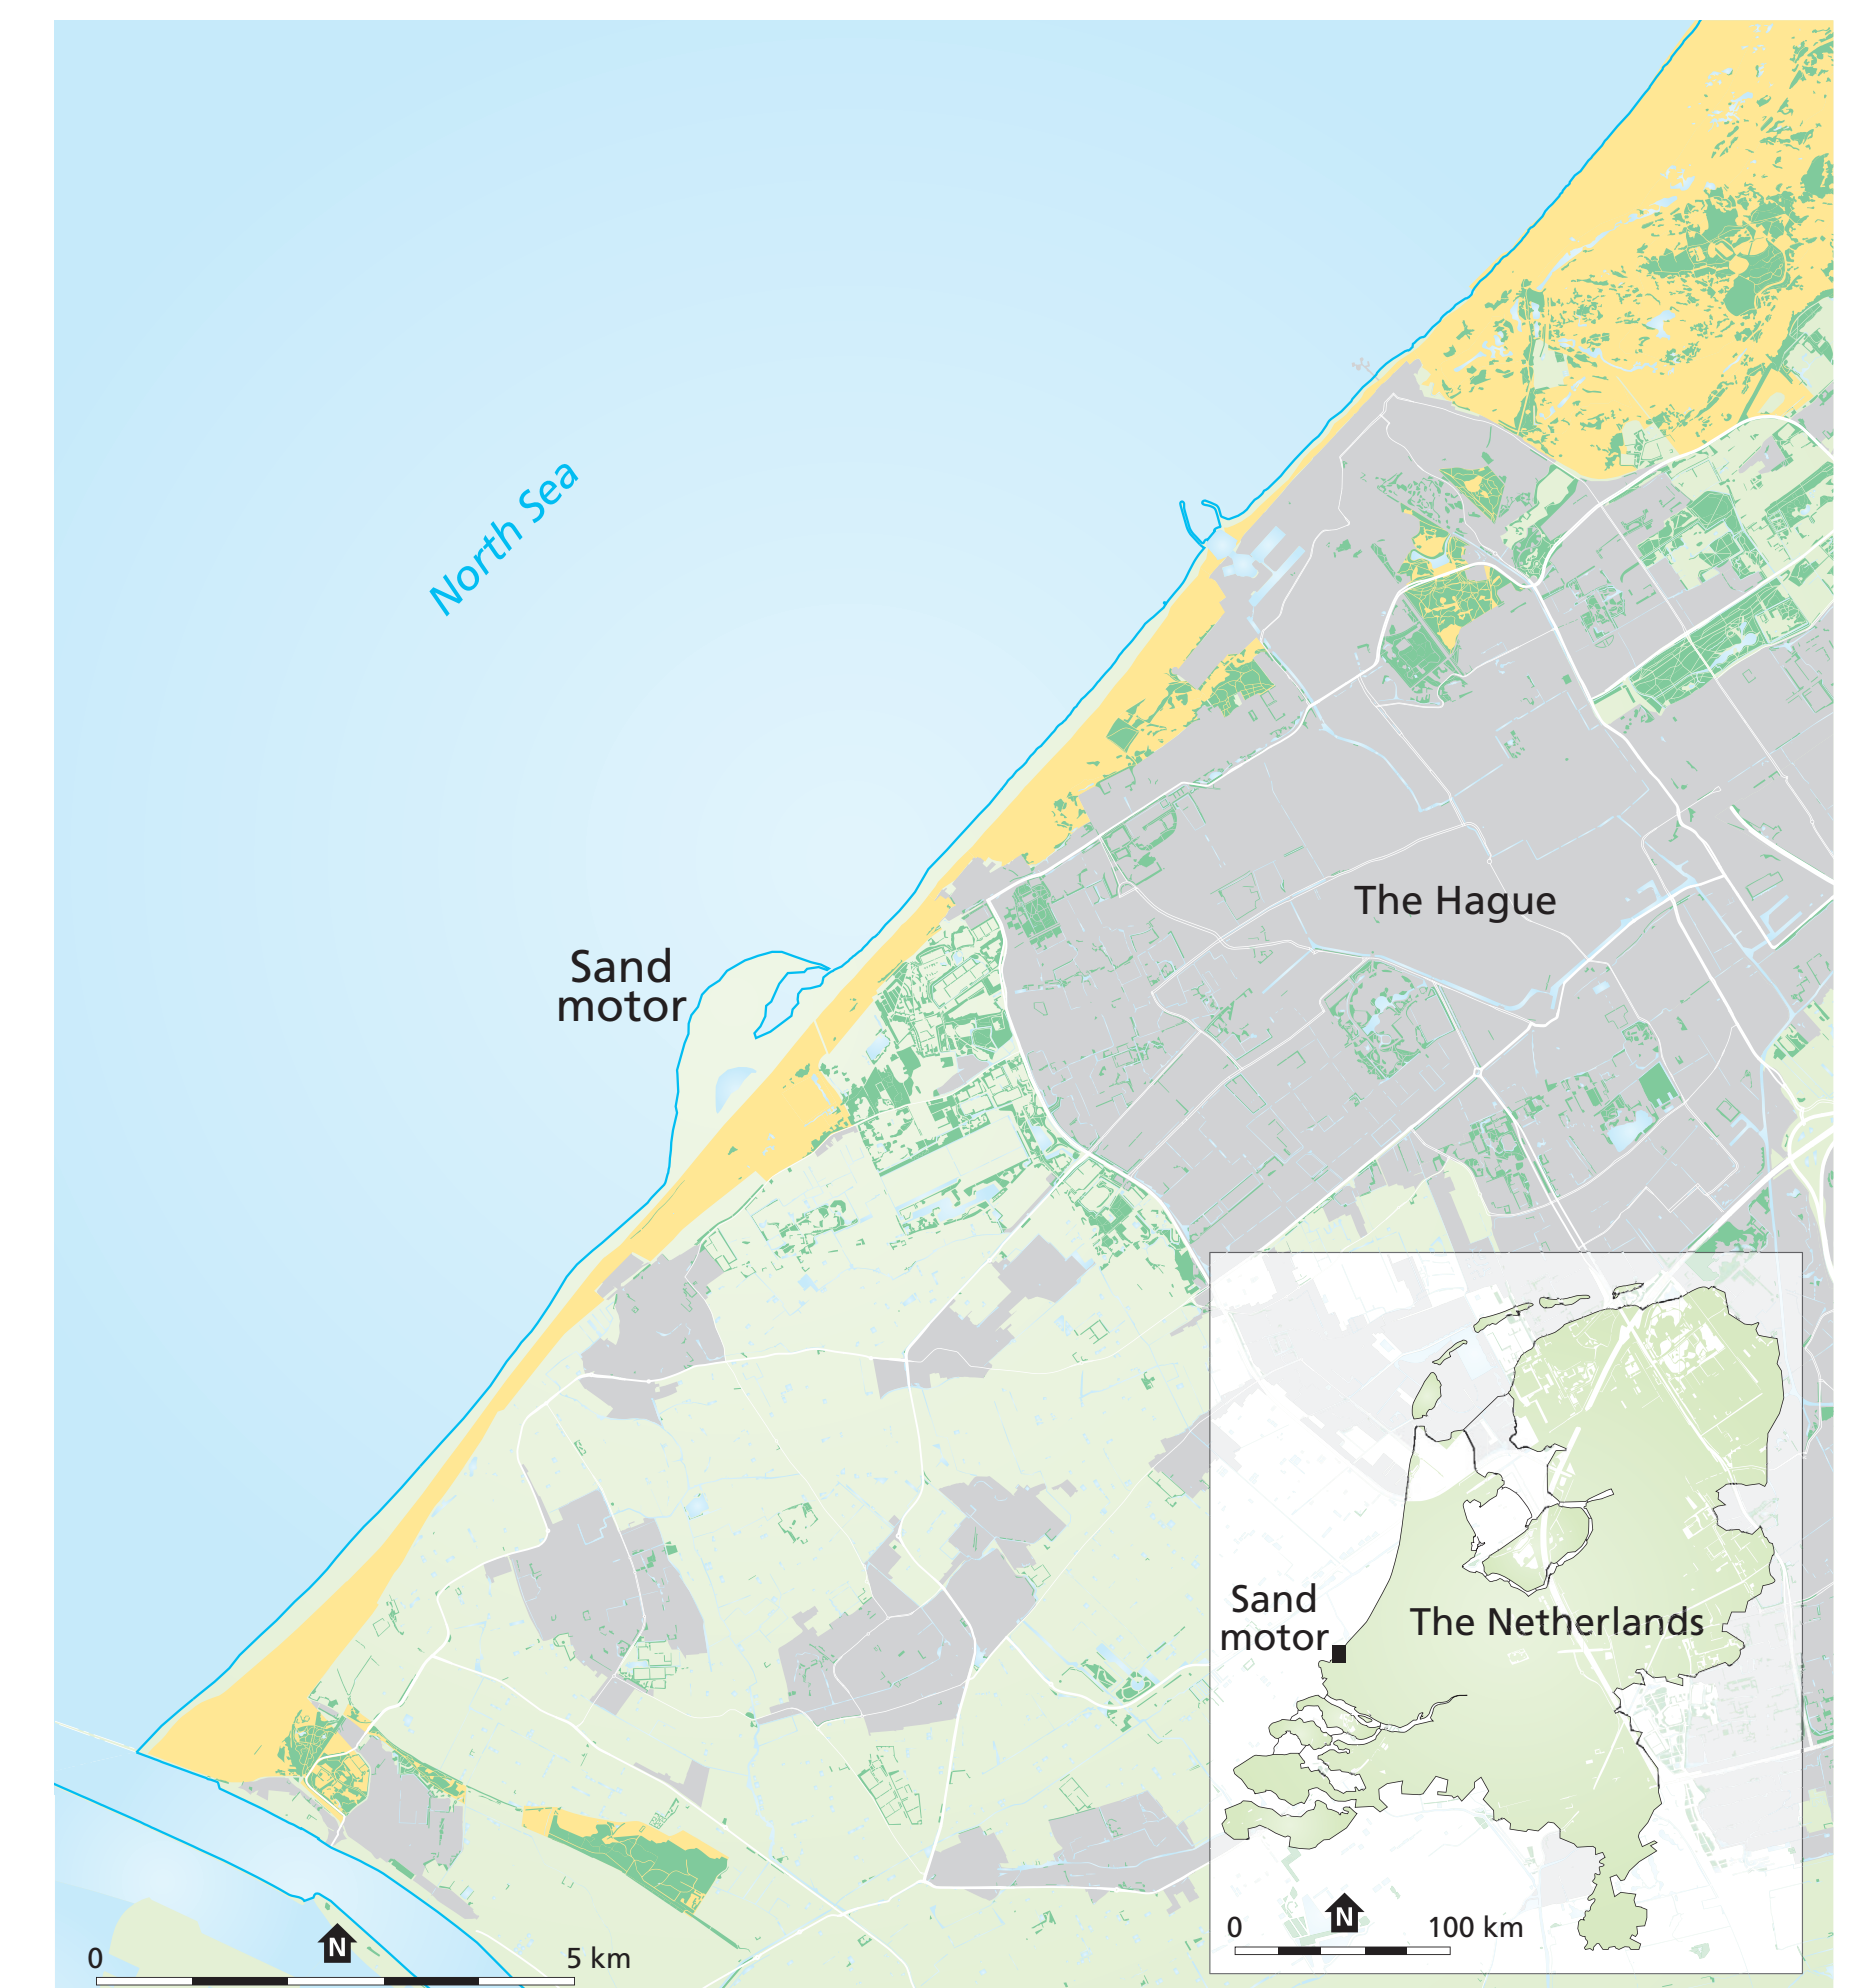 North Sea
The Hague
Sand
motor
Sand
motor
The Netherlands
N
0 100 km
N
0 5 km